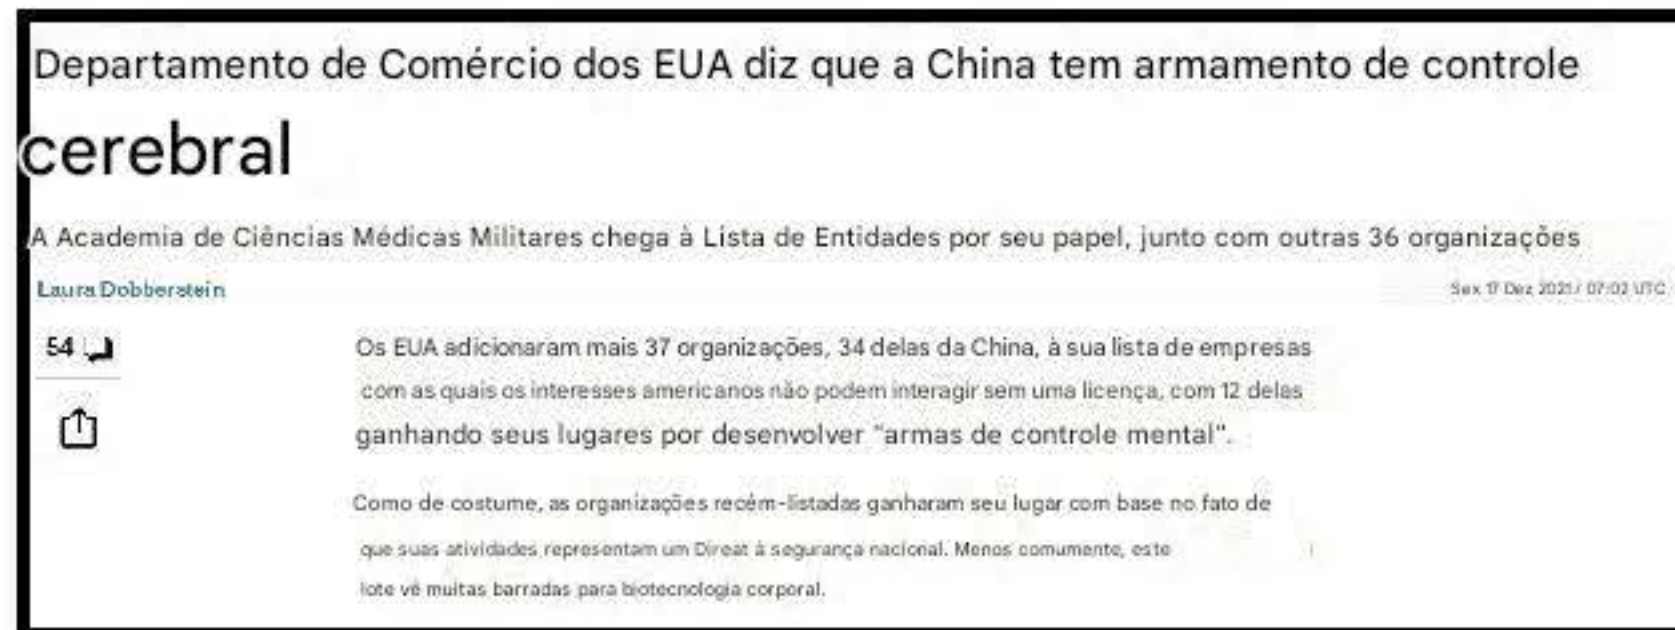 Departamento de Comércio dos EUA diz que a China tem armamento de controle
cerebral
A Academia de Ciências Médicas Militares chega à Lista de Entidades por seu papel, junto com outras 36 organizações
Laura Dobberstein
Sex 17 Dez 2021 / 07:02 UTC
54
Os EUA adicionaram mais 37 organizações, 34 delas da China, à sua lista de empresas
com as quais os interesses americanos não podem interagir sem uma licença, com 12 delas
ganhando seus lugares por desenvolver "armas de controle mental".
Como de costume, as organizações recém-listadas ganharam seu lugar com base no fato de
que suas atividades representam um Direat à segurança nacional. Menos comumente, este
lote vê muitas barradas para biotecnologia corporal.